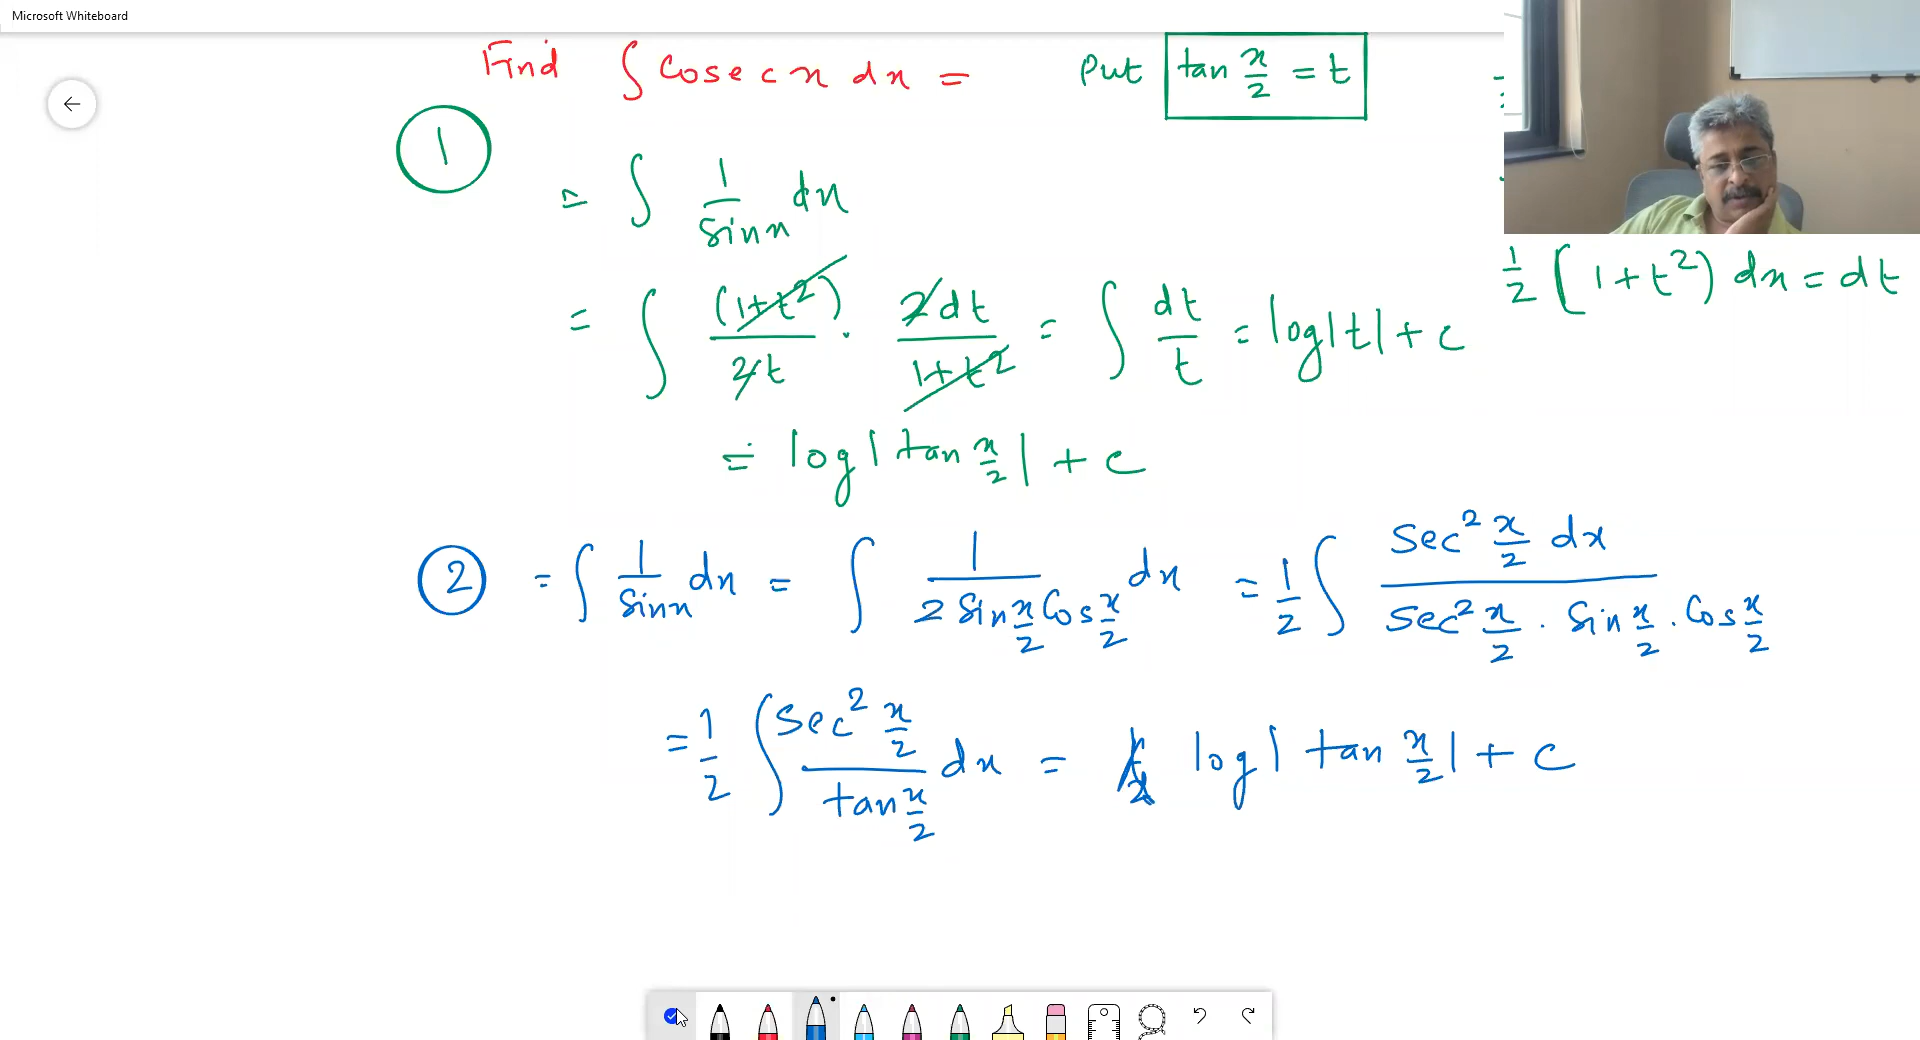 Microsoft Whiteboard
Find ∫ cosec x dx = Put tan x/2 = t
1
= ∫ 1/sin x dx
1/2 (1+t²) dx = dt
= ∫ (1+t²)/2t · 2dt/1+t² = ∫ dt/t = log|t| + c
= log|tan x/2| + c
2 = ∫ 1/sin x dx = ∫ 1/2 sin x/2 cos x/2 dx = 1/2 ∫ sec² x/2 dx / sec² x/2 · sin x/2 · cos x/2
= 1/2 ∫ sec² x/2 / tan x/2 dx = log|tan x/2| + c